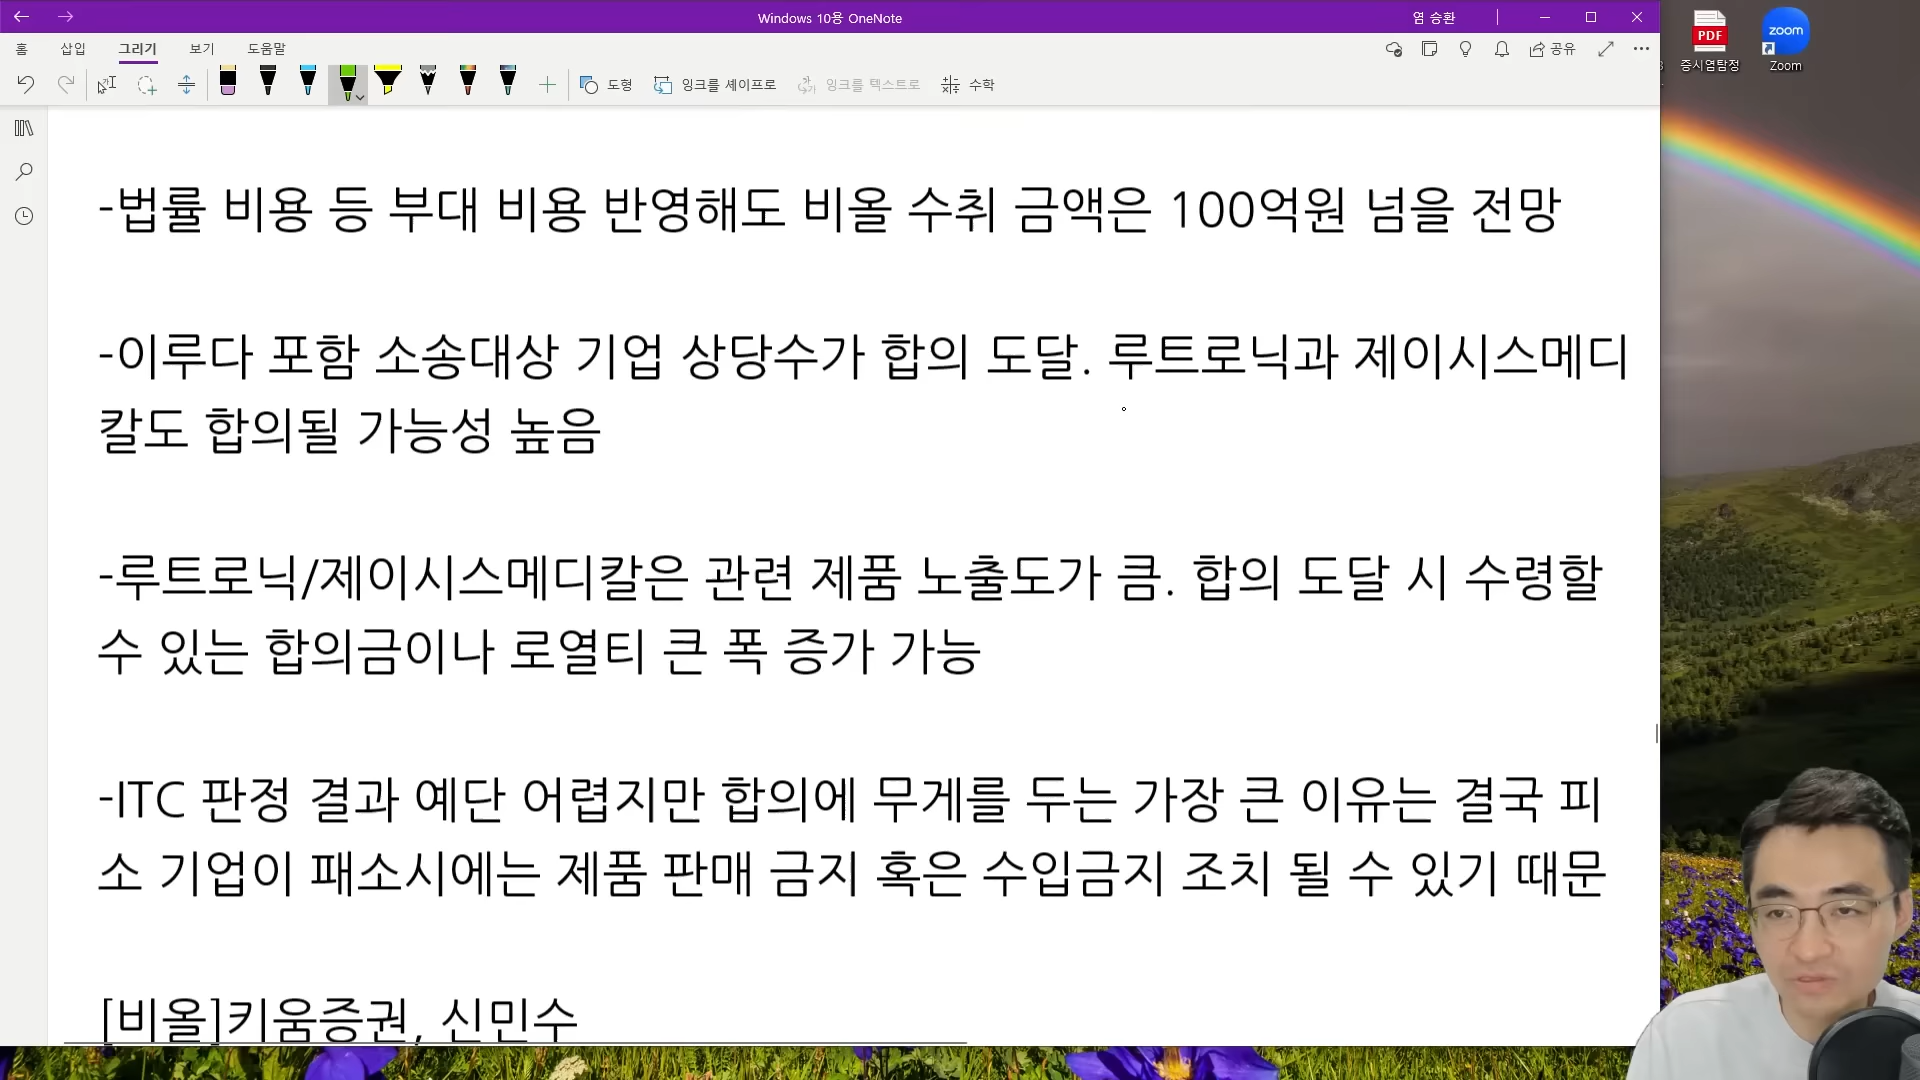 Windows 10용 OneNote
염 승환
홈 삽입 그리기 보기 도움말
공유
도형 잉크를 셰이프로 잉크를 텍스트로 수학
PDF
증시염탐정
zoom
Zoom
-법률 비용 등 부대 비용 반영해도 비올 수취 금액은 100억원 넘을 전망
-이루다 포함 소송대상 기업 상당수가 합의 도달. 루트로닉과 제이시스메디
칼도 합의될 가능성 높음
-루트로닉/제이시스메디칼은 관련 제품 노출도가 큼. 합의 도달 시 수령할
수 있는 합의금이나 로열티 큰 폭 증가 가능
-ITC 판정 결과 예단 어렵지만 합의에 무게를 두는 가장 큰 이유는 결국 피
소 기업이 패소시에는 제품 판매 금지 혹은 수입금지 조치 될 수 있기 때문
[비올]키움증권, 신민수